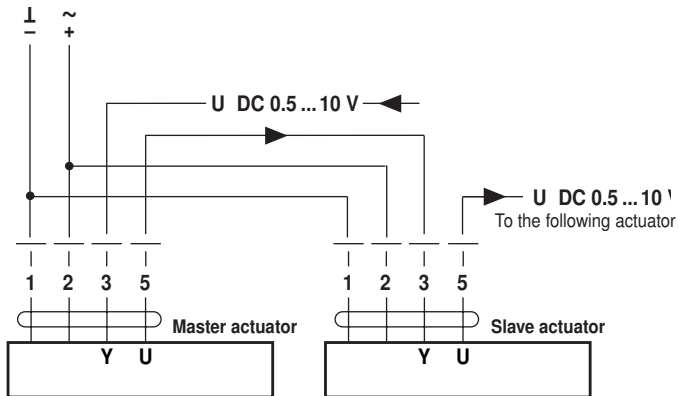 ⊥ ~
– +
U DC 0.5 ... 10 V
U DC 0.5 ... 10
To the following actuator
1 2 3 5 1 2 3 5
Master actuator Slave actuator
Y U Y U